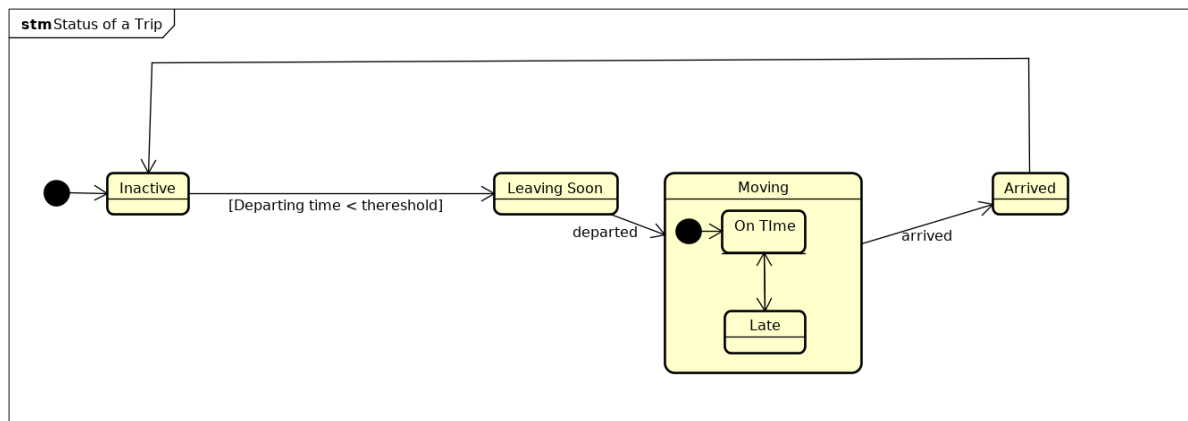 stm Status of a Trip
Inactive
[Departing time < thereshold]
Leaving Soon
departed
Moving
On TIme
Late
arrived
Arrived